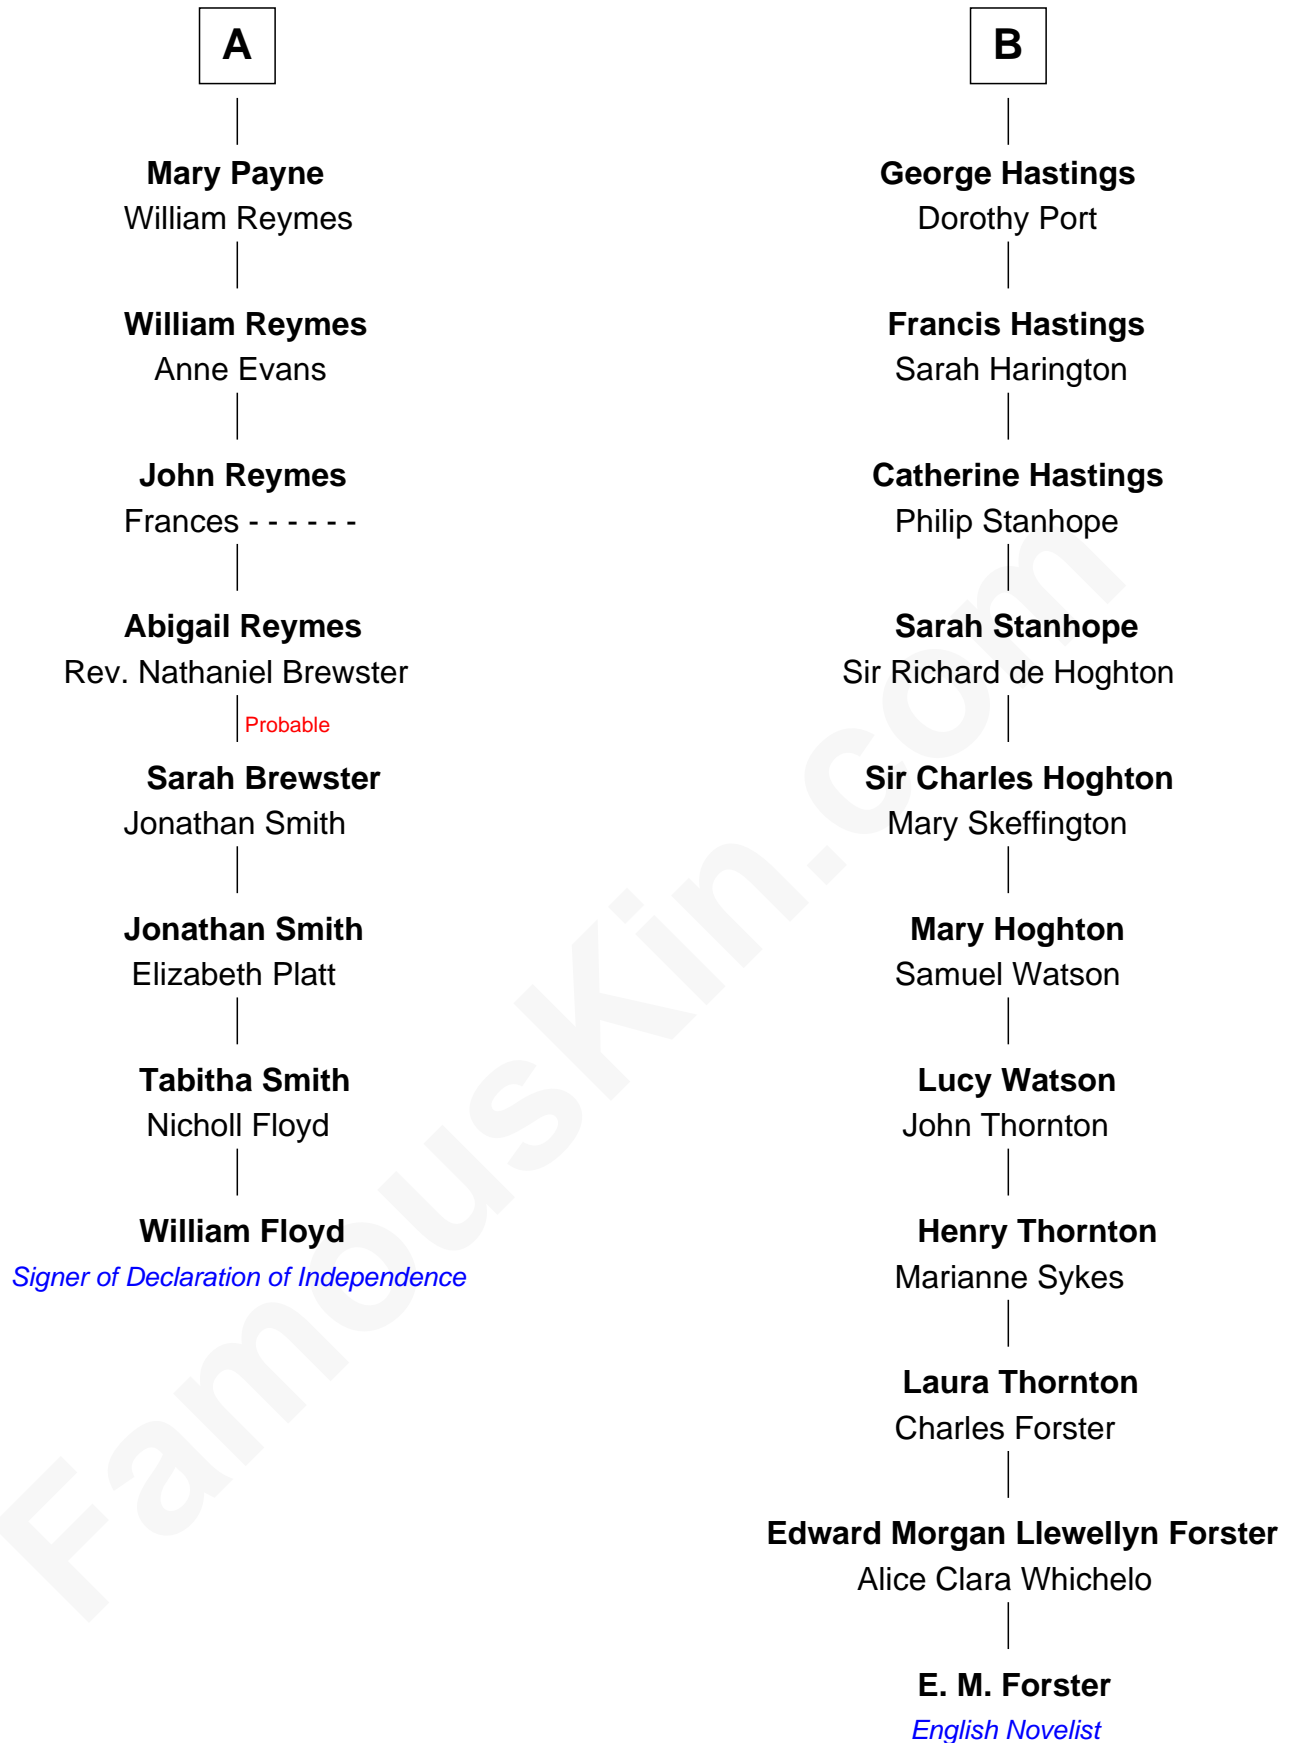 A
Mary Payne
William Reymes
William Reymes
Anne Evans
John Reymes
Frances - - - - - -
Abigail Reymes
Rev. Nathaniel Brewster
Probable
Sarah Brewster
Jonathan Smith
Jonathan Smith
Elizabeth Platt
Tabitha Smith
Nicholl Floyd
William Floyd
Signer of Declaration of Independence
B
George Hastings
Dorothy Port
Francis Hastings
Sarah Harington
Catherine Hastings
Philip Stanhope
Sarah Stanhope
Sir Richard de Hoghton
Sir Charles Hoghton
Mary Skeffington
Mary Hoghton
Samuel Watson
Lucy Watson
John Thornton
Henry Thornton
Marianne Sykes
Laura Thornton
Charles Forster
Edward Morgan Llewellyn Forster
Alice Clara Whichelo
E. M. Forster
English Novelist
FamousKin.com